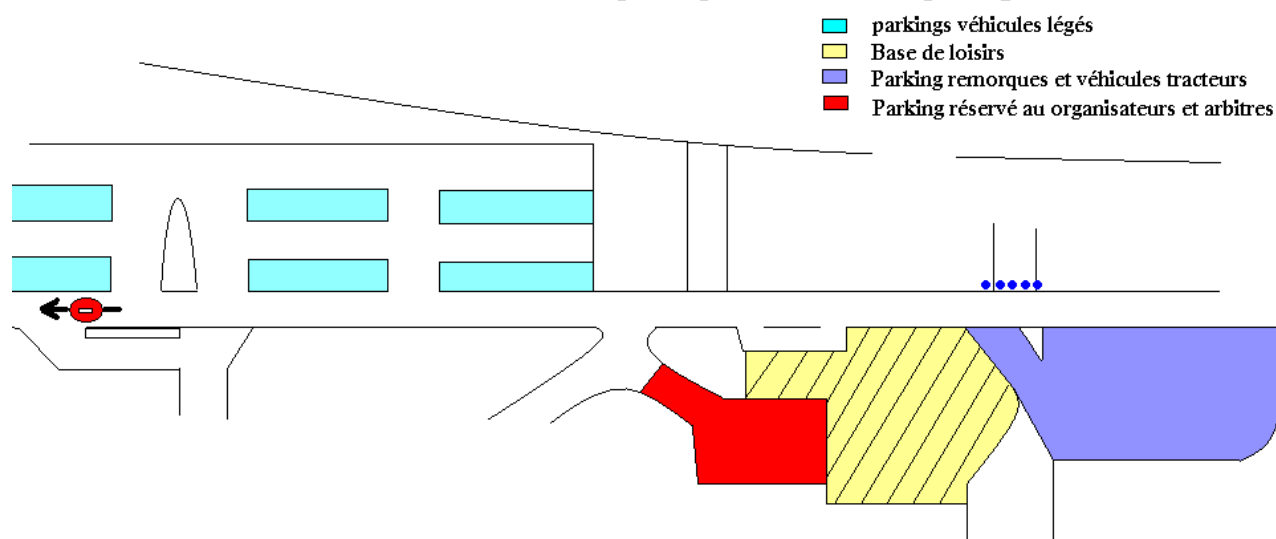 parkings véhicules légés
Base de loisirs
Parking remorques et véhicules tracteurs
Parking réservé au organisateurs et arbitres